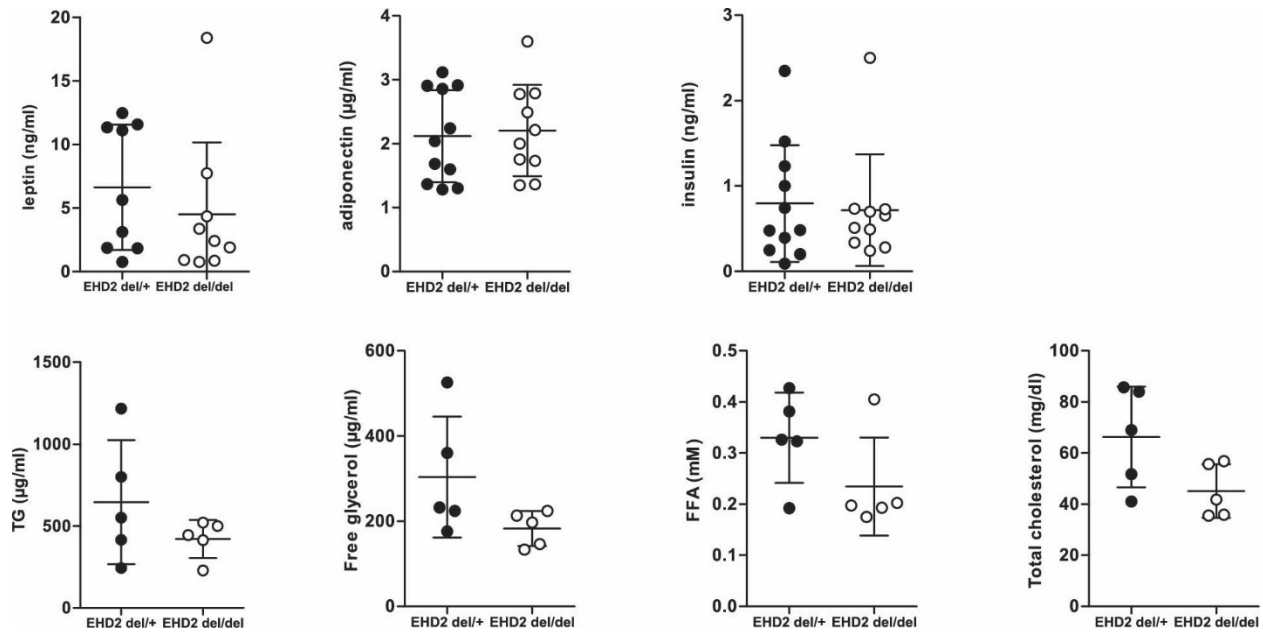 leptin (ng/ml)
20
15
10
5
0
EHD2 del/+ EHD2 del/del
adiponectin (µg/ml)
4
3
2
1
0
EHD2 del/+ EHD2 del/del
insulin (ng/ml)
3
2
1
0
EHD2 del/+ EHD2 del/del
TG (µg/ml)
1500
1000
500
0
EHD2 del/+ EHD2 del/del
Free glycerol (µg/ml)
600
400
200
0
EHD2 del/+ EHD2 del/del
FFA (mM)
0.5
0.4
0.3
0.2
0.1
0.0
EHD2 del/+ EHD2 del/del
Total cholesterol (mg/dl)
100
80
60
40
20
0
EHD2 del/+ EHD2 del/del